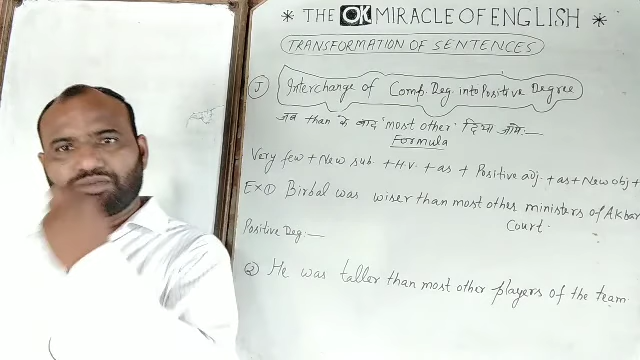 * THE OK MIRACLE OF ENGLISH *
TRANSFORMATION OF SENTENCES
(J) Interchange of Comp. Deg. into Positive Degree
जब than के बाद "most other" दिया जाये:—
Formula
Very few + New sub. + HV. + as + Positive adj. + as + New obj +
Ex ① Birbal was wiser than most other ministers of Akbar
Court.
Positive Deg:—
② He was taller than most other players of the team.